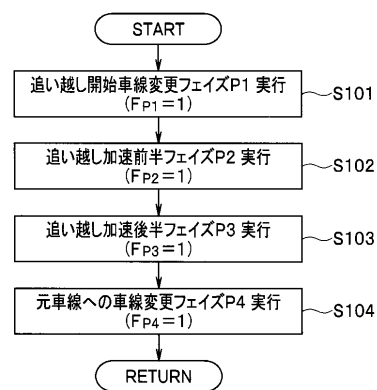 START
追い越し開始車線変更フェイズP1 実行
(FP1=1)
S101
追い越し加速前半フェイズP2 実行
(FP2=1)
S102
追い越し加速後半フェイズP3 実行
(FP3=1)
S103
元車線への車線変更フェイズP4 実行
(FP4=1)
S104
RETURN